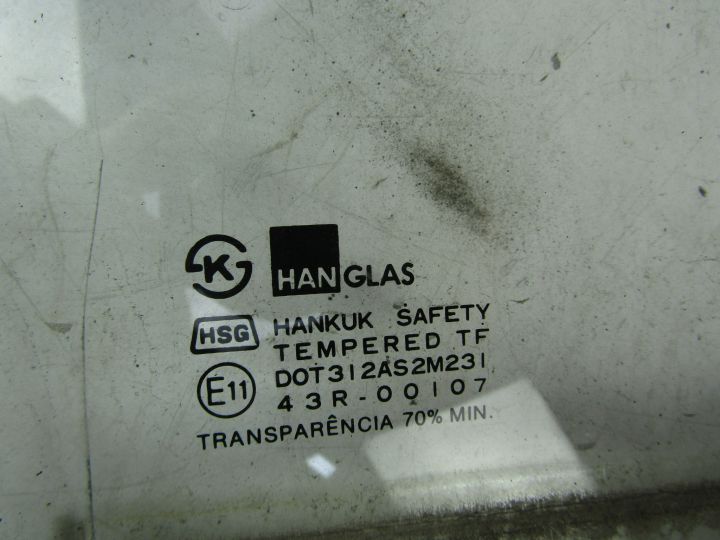 K
HANGLAS
HSG HANKUK SAFETY
TEMPERED TF
E11 DOT312AS2M231
43R-00107
TRANSPARÊNCIA 70% MIN.